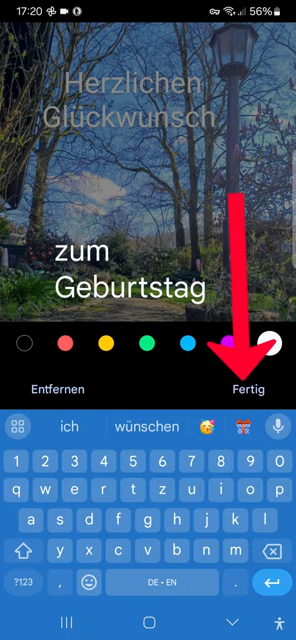 17:20 56%
Herzlichen
Glückwunsch
zum
Geburtstag
Entfernen Fertig
ich wünschen
1 2 3 4 5 6 7 8 9 0
q w e r t z u i o p
a s d f g h j k l
y x c v b n m
?123 , DE • EN .